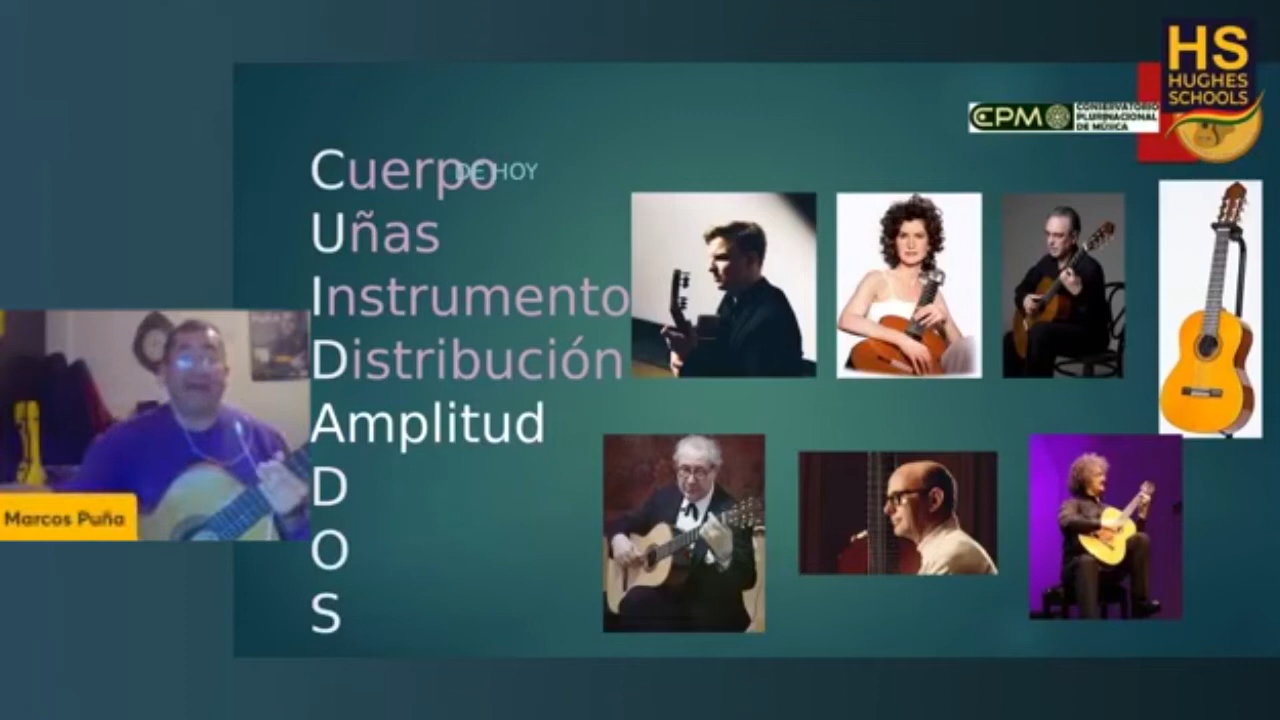 HS
HUGHES
SCHOOLS
CPM
CONSERVATORIO
PLURINACIONAL
DE MÚSICA
Cuerpo
DE HOY
Uñas
Instrumento
Distribución
Amplitud
D
O
S
Marcos Puña